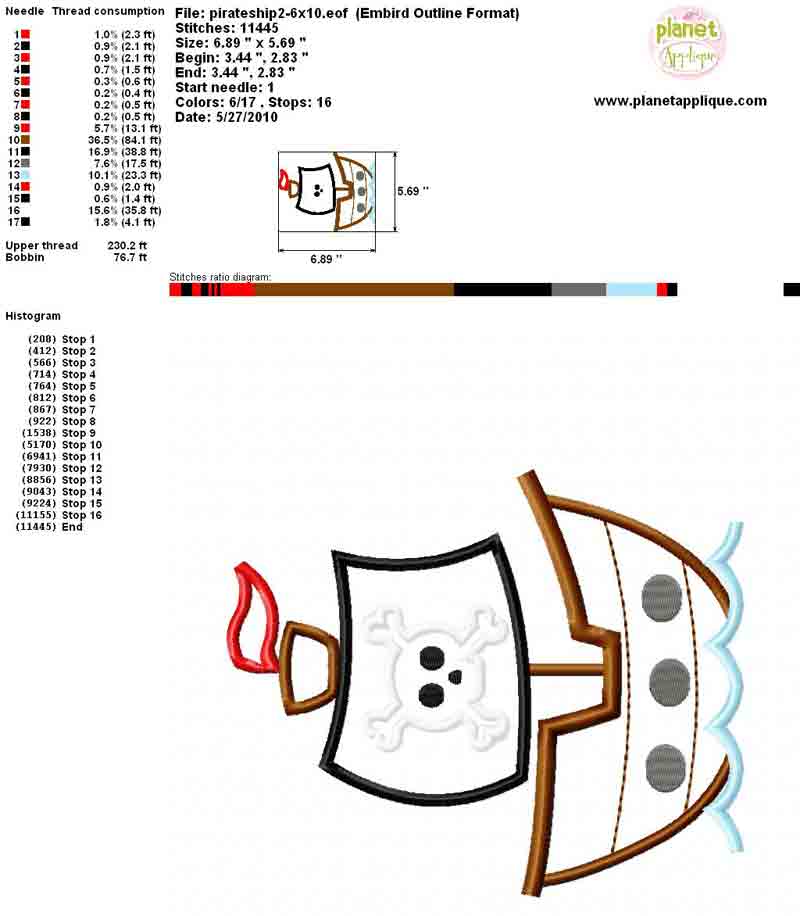 Needle Thread consumption
1 1.0% (2.3 ft)
2 0.9% (2.1 ft)
3 0.9% (2.1 ft)
4 0.7% (1.5 ft)
5 0.3% (0.6 ft)
6 0.2% (0.4 ft)
7 0.2% (0.5 ft)
8 0.2% (0.5 ft)
9 5.7% (13.1 ft)
10 36.5% (84.1 ft)
11 16.9% (38.8 ft)
12 7.6% (17.5 ft)
13 10.1% (23.3 ft)
14 0.9% (2.0 ft)
15 0.6% (1.4 ft)
16 15.6% (35.8 ft)
17 1.8% (4.1 ft)
Upper thread 230.2 ft
Bobbin 76.7 ft
File: pirateship2-6x10.eof (Embird Outline Format)
Stitches: 11445
Size: 6.89 " x 5.69 "
Begin: 3.44 ", 2.83 "
End: 3.44 ", 2.83 "
Start needle: 1
Colors: 6/17 , Stops: 16
Date: 5/27/2010
planet
Applique
www.planetapplique.com
5.69 "
6.89 "
Stitches ratio diagram:
Histogram
(208) Stop 1
(412) Stop 2
(566) Stop 3
(714) Stop 4
(764) Stop 5
(812) Stop 6
(867) Stop 7
(922) Stop 8
(1538) Stop 9
(5170) Stop 10
(6941) Stop 11
(7930) Stop 12
(8856) Stop 13
(9043) Stop 14
(9224) Stop 15
(11155) Stop 16
(11445) End